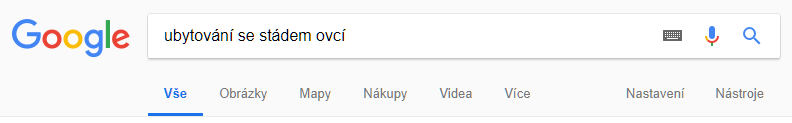 Google ubytování se stádem ovcí
Vše Obrázky Mapy Nákupy Videa Více Nastavení Nástroje